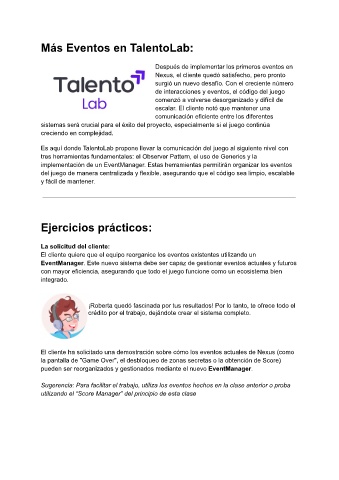 Más Eventos en TalentoLab:
Talento
Lab
Después de implementar los primeros eventos en
Nexus, el cliente quedó satisfecho, pero pronto
surgió un nuevo desafío. Con el creciente número
de interacciones y eventos, el código del juego
comenzó a volverse desorganizado y difícil de
escalar. El client notó que mantener una
comunicación eficiente entre los diferentes
sistemas será crucial para el éxito del proyecto, especialmente si el juego continúa
creciendo en complejidad.
Es aquí donde TalentoLab propone llevar la comunicación del juego al siguiente nivel con
tres herramientas fundamentales: el Observer Pattern, el uso de Generics y la
implementación de un EventManager. Estas herramientas permitirán organizar los eventos
del juego de manera centralizada y flexible, asegurando que el código sea limpio, escalable
y fácil de mantener.
Ejercicios prácticos:
La solicitud del cliente:
El cliente quiere que el equipo reorganice los eventos existentes utilizando un
EventManager. Este nuevo sistema debe ser capaz de gestionar eventos actuales y futuros
con mayor eficiencia, asegurando que todo el juego funcione como un ecosistema bien
integrado.
¡Roberta quedó fascinada por tus resultados! Por lo tanto, te ofrece todo el
crédito por el trabajo, dejándote crear el sistema completo.
El cliente ha solicitado una demostración sobre cómo los eventos actuales de Nexus (como
la pantalla de "Game Over", el desbloqueo de zonas secretas o la obtención de Score)
pueden ser reorganizados y gestionados mediante el nuevo EventManager.
Sugerencia: Para facilitar el trabajo, utiliza los eventos hechos en la clase anterior o proba
utilizando el "Score Manager" del principio de esta clase